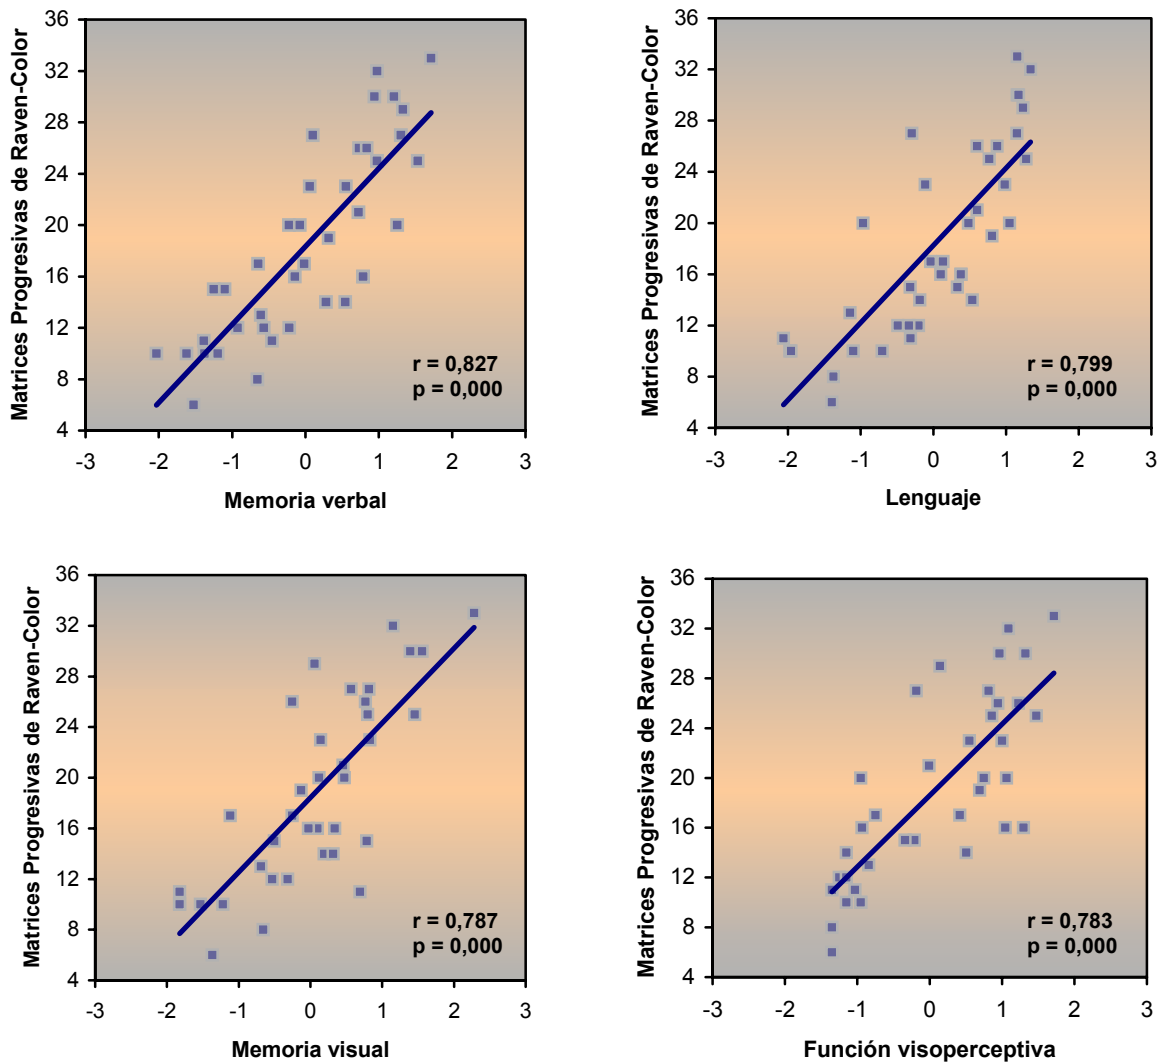 Matrices Progresivas de Raven-Color
36
32
28
24
20
16
12
8
4
r = 0,827
p = 0,000
-3 -2 -1 0 1 2 3
Memoria verbal
Matrices Progresivas de Raven-Color
36
32
28
24
20
16
12
8
4
r = 0,799
p = 0,000
-3 -2 -1 0 1 2 3
Lenguaje
Matrices Progresivas de Raven-Color
36
32
28
24
20
16
12
8
4
r = 0,787
p = 0,000
-3 -2 -1 0 1 2 3
Memoria visual
Matrices Progresivas de Raven-Color
36
32
28
24
20
16
12
8
4
r = 0,783
p = 0,000
-3 -2 -1 0 1 2 3
Función visoperceptiva